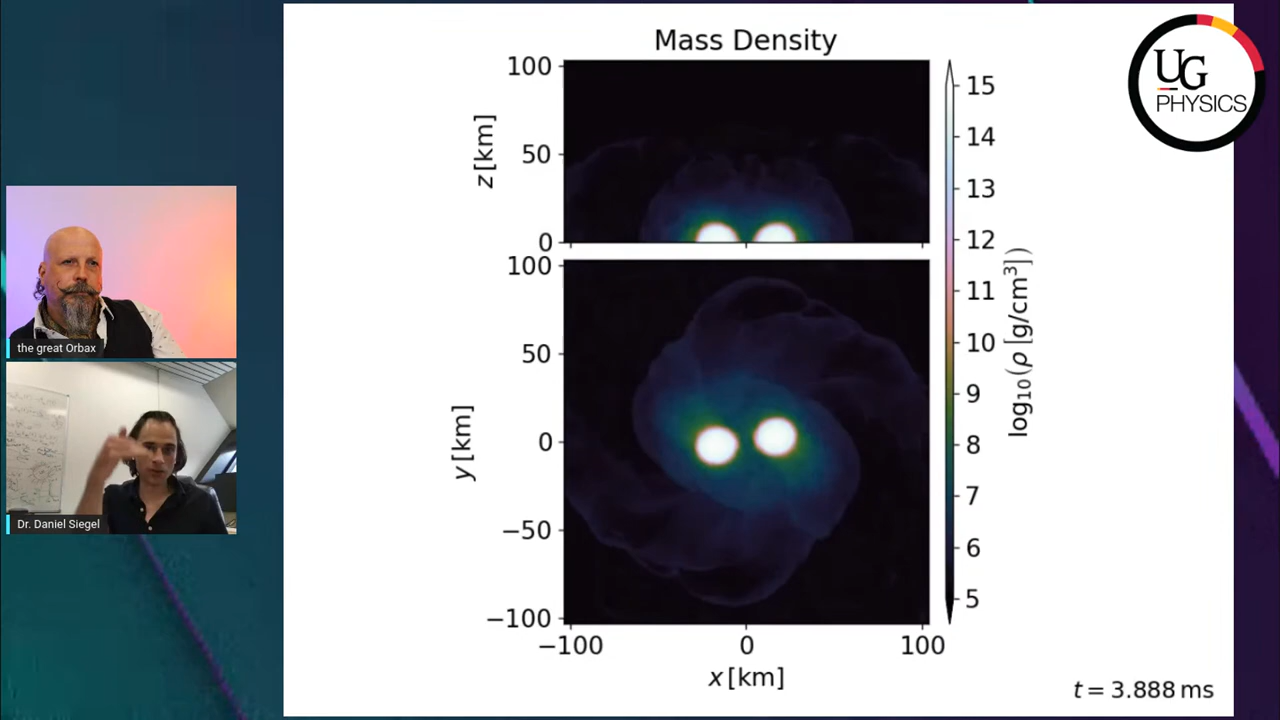 Mass Density
100
50
0
z [km]
100
50
0
−50
−100
y [km]
−100
0
100
x [km]
15
14
13
12
11
10
9
8
7
6
5
log₁₀(ρ [g/cm³])
t = 3.888 ms
UG
PHYSICS
the great Orbax
Dr. Daniel Siegel